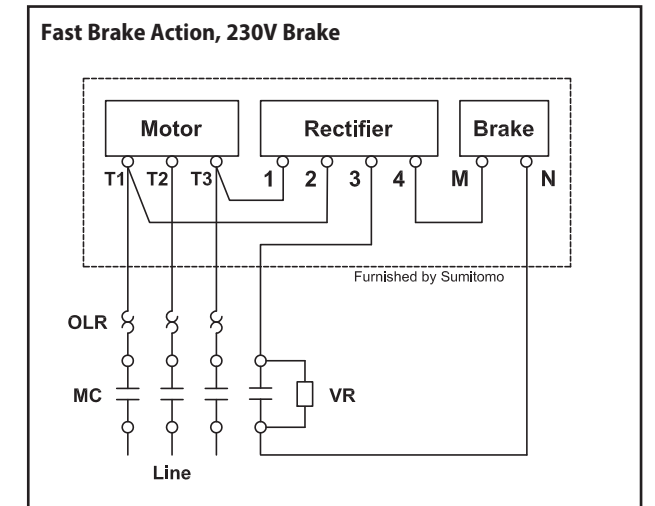 Fast Brake Action, 230V Brake
Motor Rectifier Brake
T1 T2 T3 1 2 3 4 M N
Furnished by Sumitomo
OLR
MC VR
Line